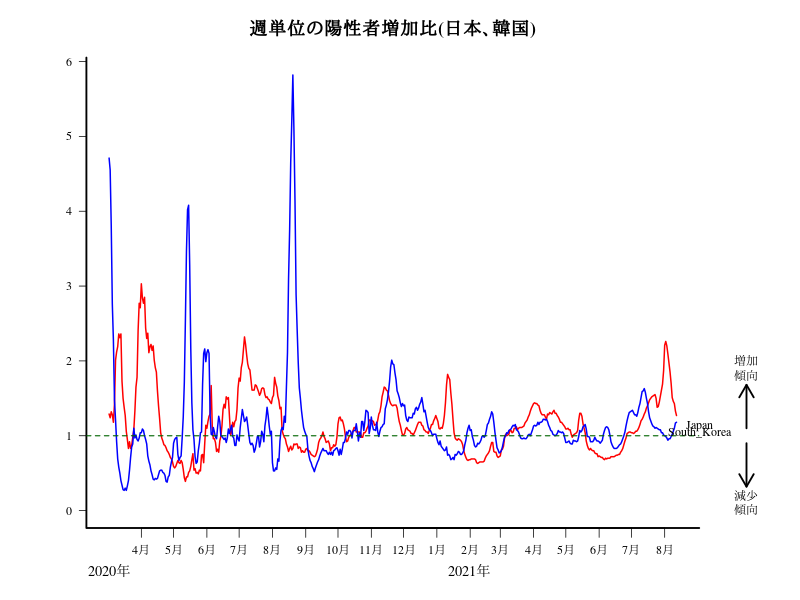 週単位の陽性者増加比(日本、韓国)
6
5
4
3
2
1
0
増加
傾向
Japan
South_Korea
減少
傾向
4月 5月 6月 7月 8月 9月 10月 11月 12月 1月 2月 3月 4月 5月 6月 7月 8月
2020年 2021年